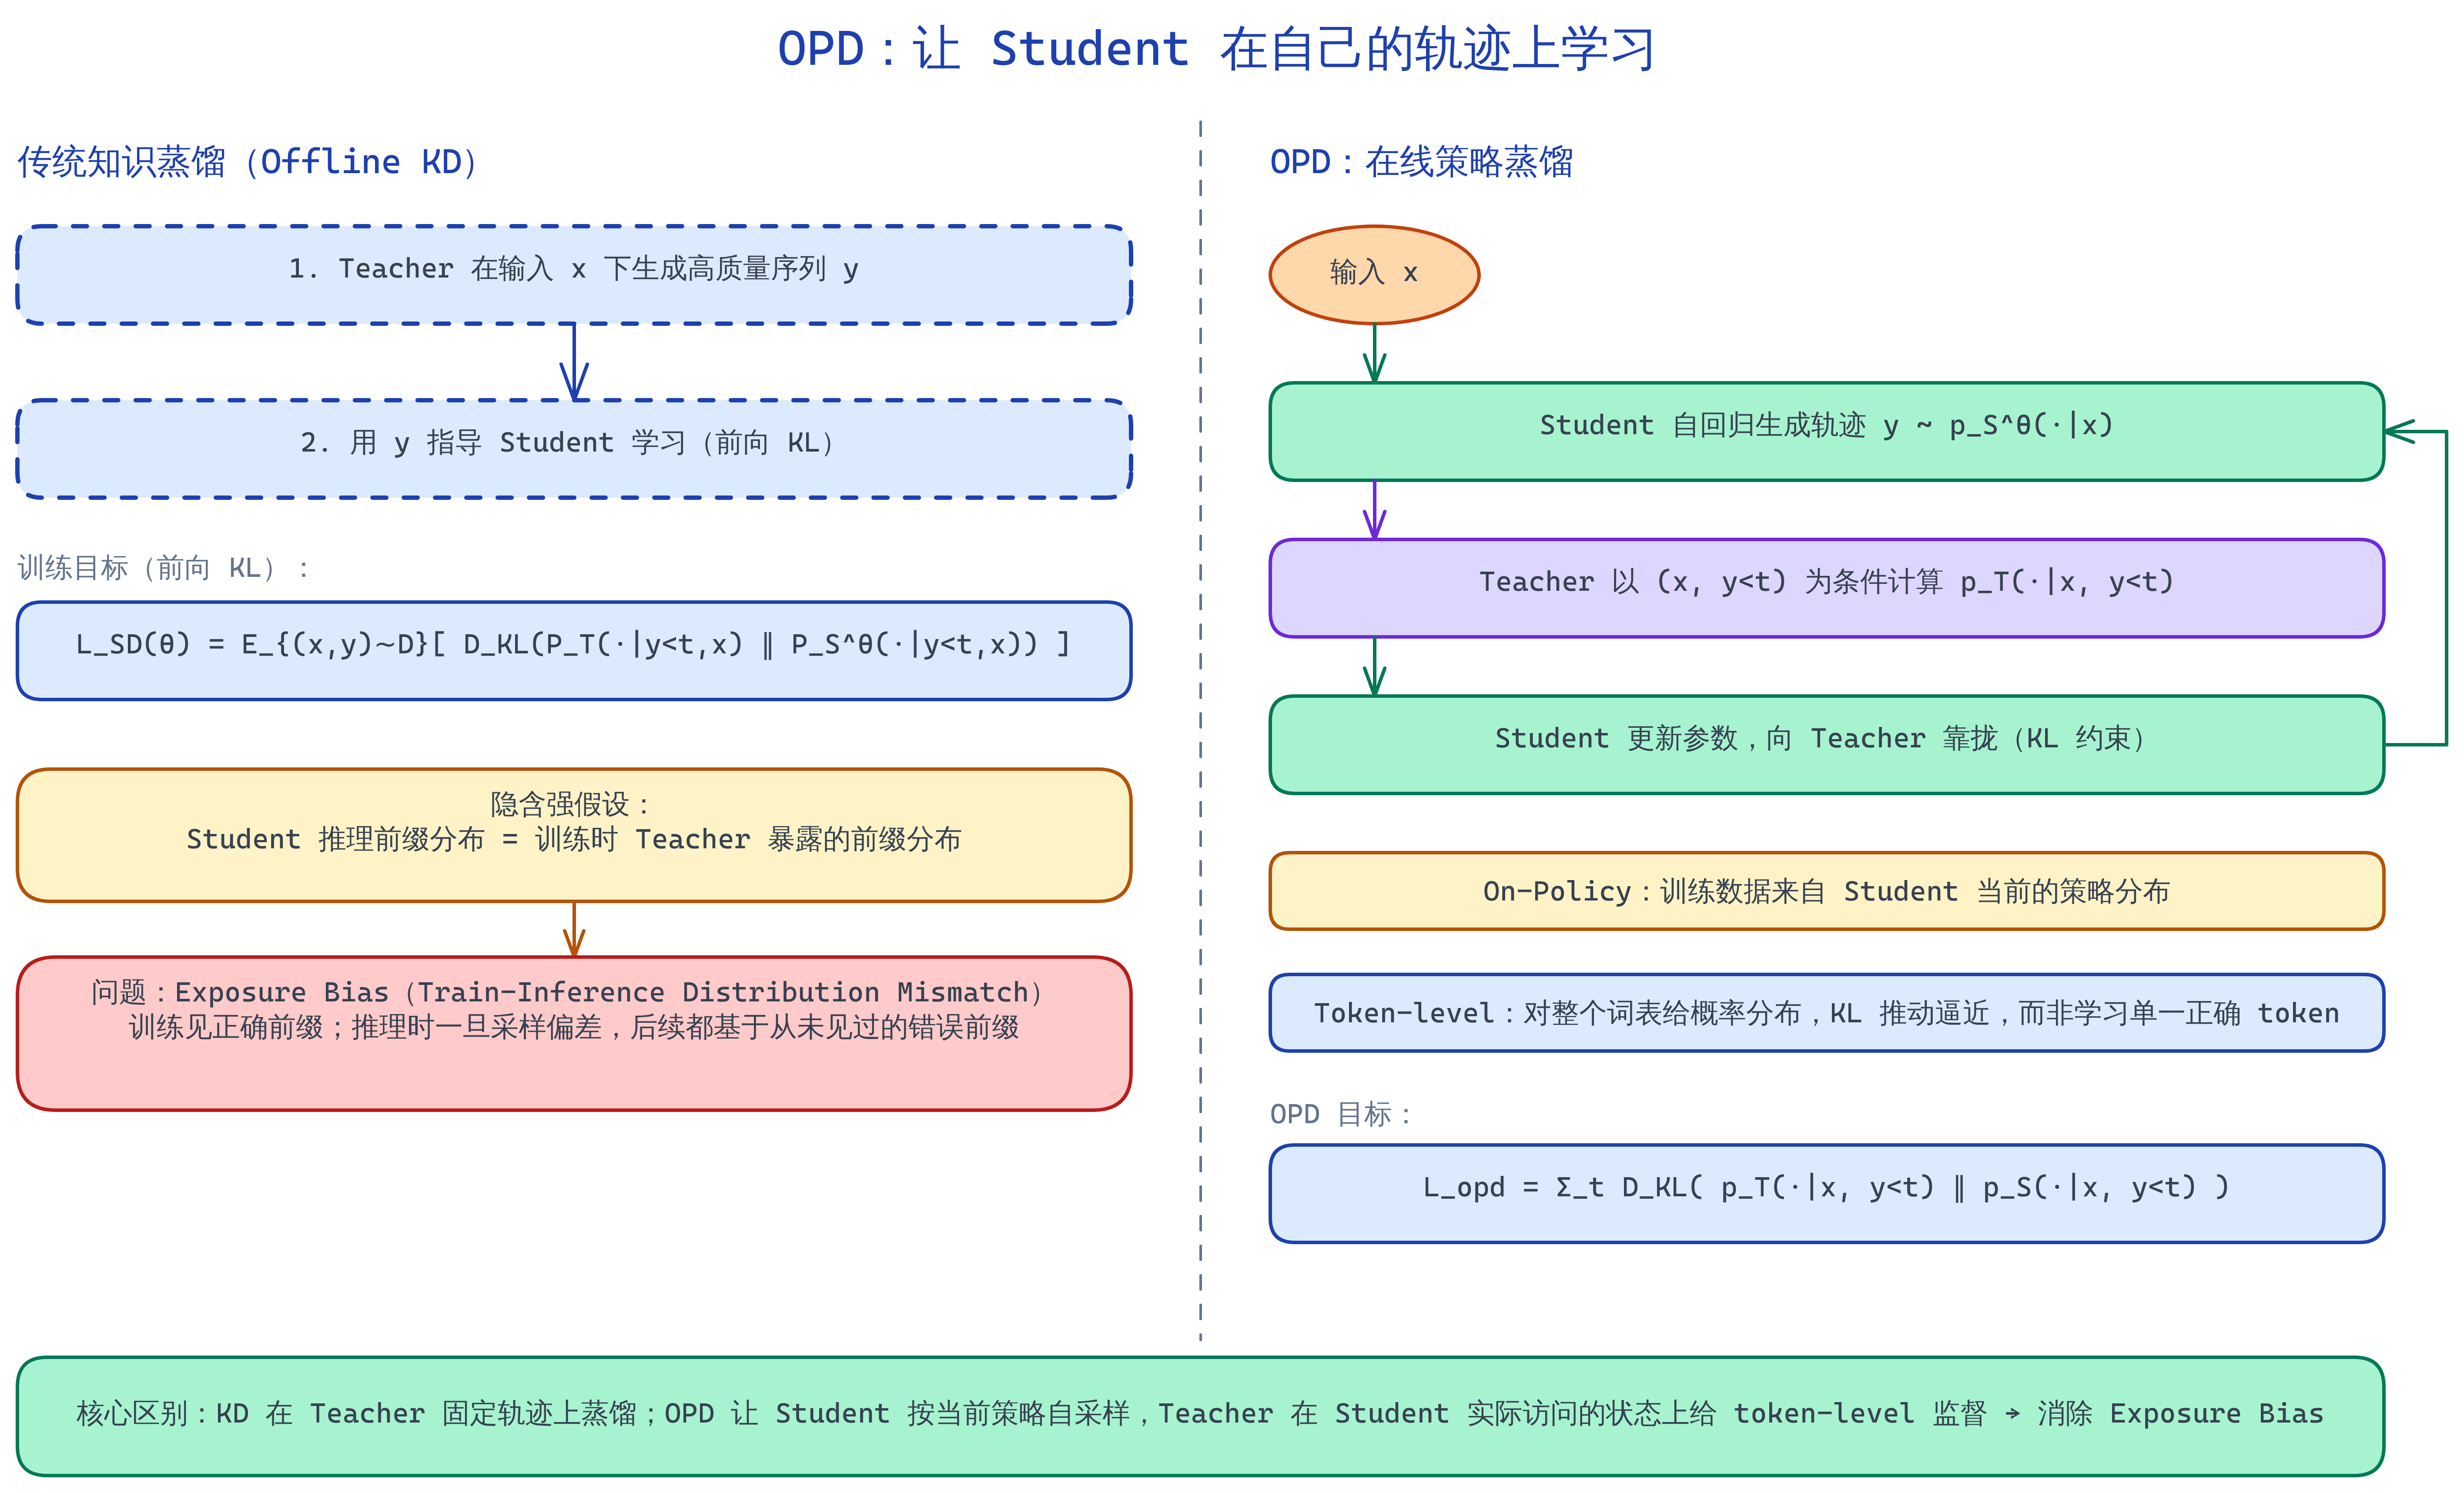 OPD：让 Student 在自己的轨迹上学习
传统知识蒸馏（Offline KD）
1. Teacher 在输入 x 下生成高质量序列 y
2. 用 y 指导 Student 学习（前向 KL）
训练目标（前向 KL）：
L_SD(θ) = E_{(x,y)~D}[ D_KL(P_T(·|y<t,x) ‖ P_S^θ(·|y<t,x)) ]
隐含强假设：
Student 推理前缀分布 = 训练时 Teacher 暴露的前缀分布
问题：Exposure Bias（Train-Inference Distribution Mismatch）
训练见正确前缀；推理时一旦采样偏差，后续都基于从未见过的错误前缀
OPD：在线策略蒸馏
输入 x
Student 自回归生成轨迹 y ~ p_S^θ(·|x)
Teacher 以 (x, y<t) 为条件计算 p_T(·|x, y<t)
Student 更新参数，向 Teacher 靠拢（KL 约束）
On-Policy：训练数据来自 Student 当前的策略分布
Token-level：对整个词表给概率分布，KL 推动逼近，而非学习单一正确 token
OPD 目标：
L_opd = Σ_t D_KL( p_T(·|x, y<t) ‖ p_S(·|x, y<t) )
核心区别：KD 在 Teacher 固定轨迹上蒸馏；OPD 让 Student 按当前策略自采样，Teacher 在 Student 实际访问的状态上给 token-level 监督 → 消除 Exposure Bias